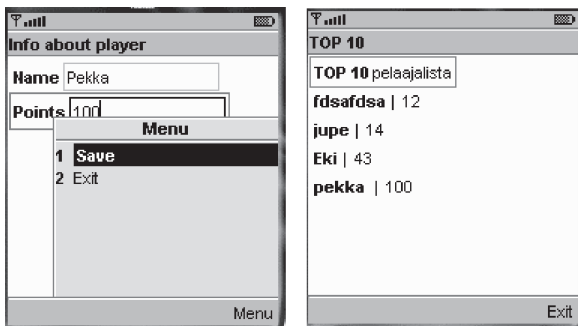 Info about player
Name Pekka
Points 100
Menu
1 Save
2 Exit
Menu
TOP 10
TOP 10 pelaajalista
fdsafdsa | 12
jupe | 14
Eki | 43
pekka | 100
Exit